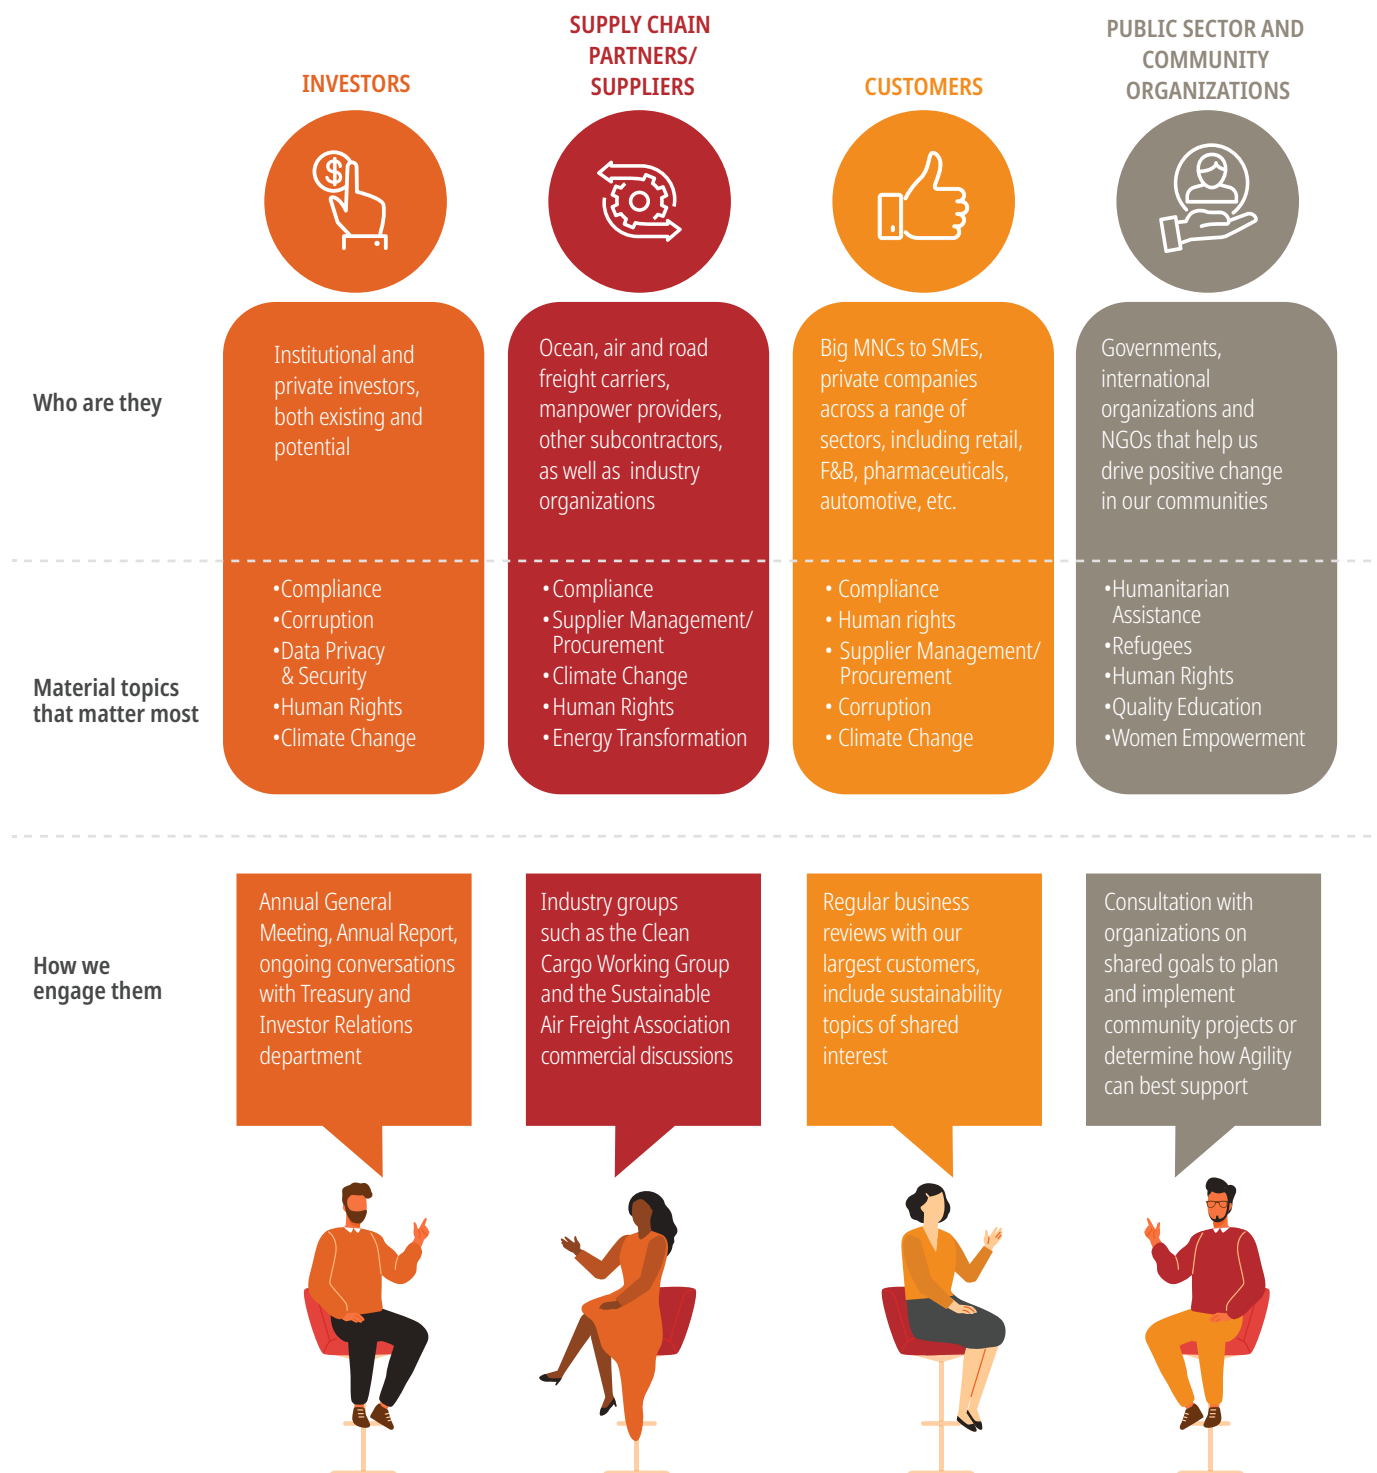 INVESTORS
SUPPLY CHAIN
PARTNERS/
SUPPLIERS
CUSTOMERS
PUBLIC SECTOR AND
COMMUNITY
ORGANIZATIONS
$
Who are they
Institutional and
private investors,
both existing and
potential
Ocean, air and road
freight carriers,
manpower providers,
other subcontractors,
as well as industry
organizations
Big MNCs to SMEs,
private companies
across a range of
sectors, including retail,
F&B, pharmaceuticals,
automotive, etc.
Governments,
international
organizations and
NGOs that help us
drive positive change
in our communities
Material topics
that matter most
•Compliance
•Corruption
•Data Privacy
& Security
•Human Rights
•Climate Change
•Compliance
•Supplier Management/
Procurement
•Climate Change
•Human Rights
•Energy Transformation
• Compliance
• Human rights
• Supplier Management/
Procurement
• Corruption
• Climate Change
•Humanitarian
Assistance
•Refugees
•Human Rights
•Quality Education
•Women Empowerment
How we
engage them
Annual General
Meeting, Annual Report,
ongoing conversations
with Treasury and
Investor Relations
department
Industry groups
such as the Clean
Cargo Working Group
and the Sustainable
Air Freight Association
commercial discussions
Regular business
reviews with our
largest customers,
include sustainability
topics of shared
interest
Consultation with
organizations on
shared goals to plan
and implement
community projects or
determine how Agility
can best support